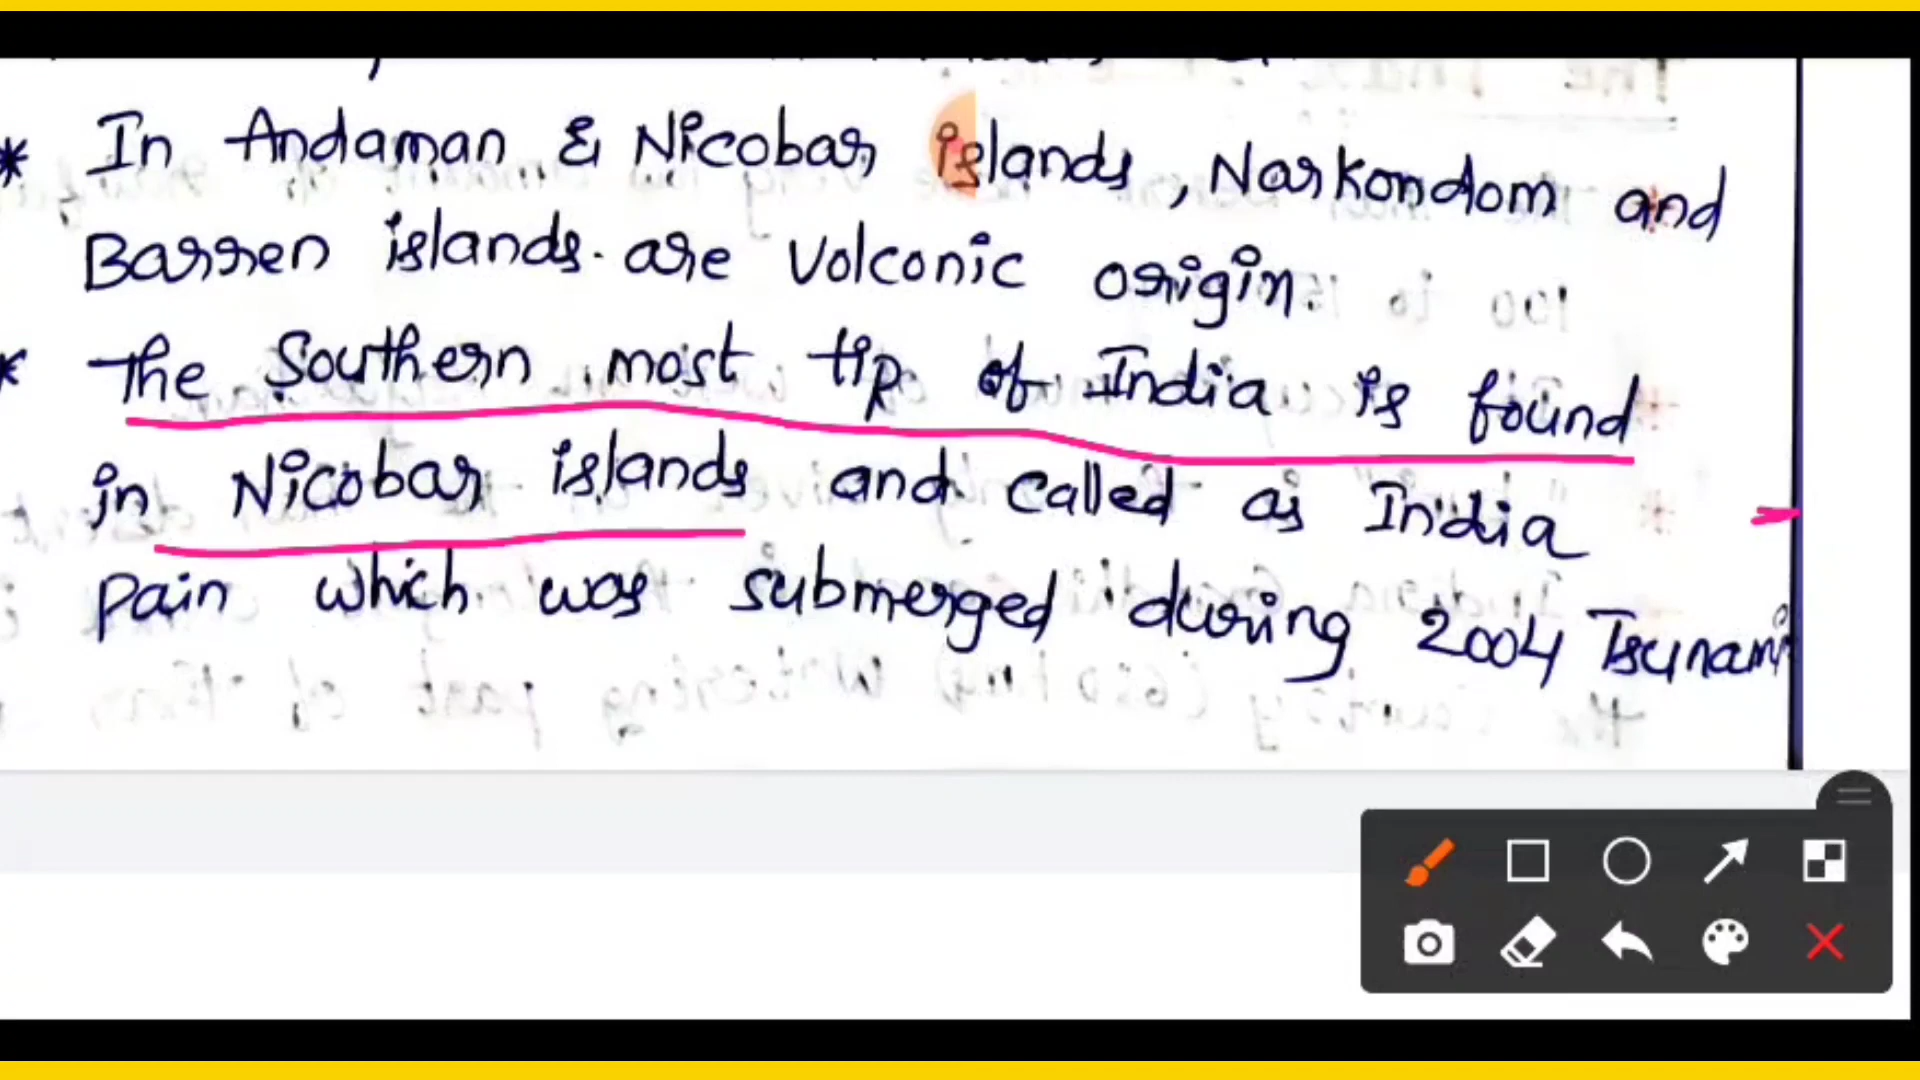 * In Andaman & Nicobar islands, Narkondom and
Barren islands. are Volconic origin.
* The Southern most tip of India is found
in Nicobar islands and called as India
Pain which was submerged during 2004 Tsunami